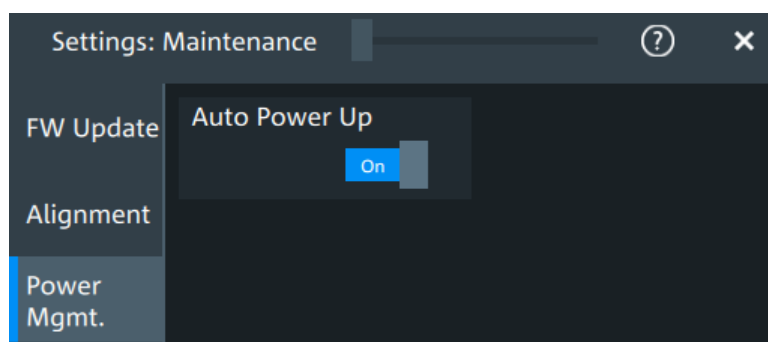 Settings: Maintenance
?
FW Update
Auto Power Up
On
Alignment
Power
Mgmt.